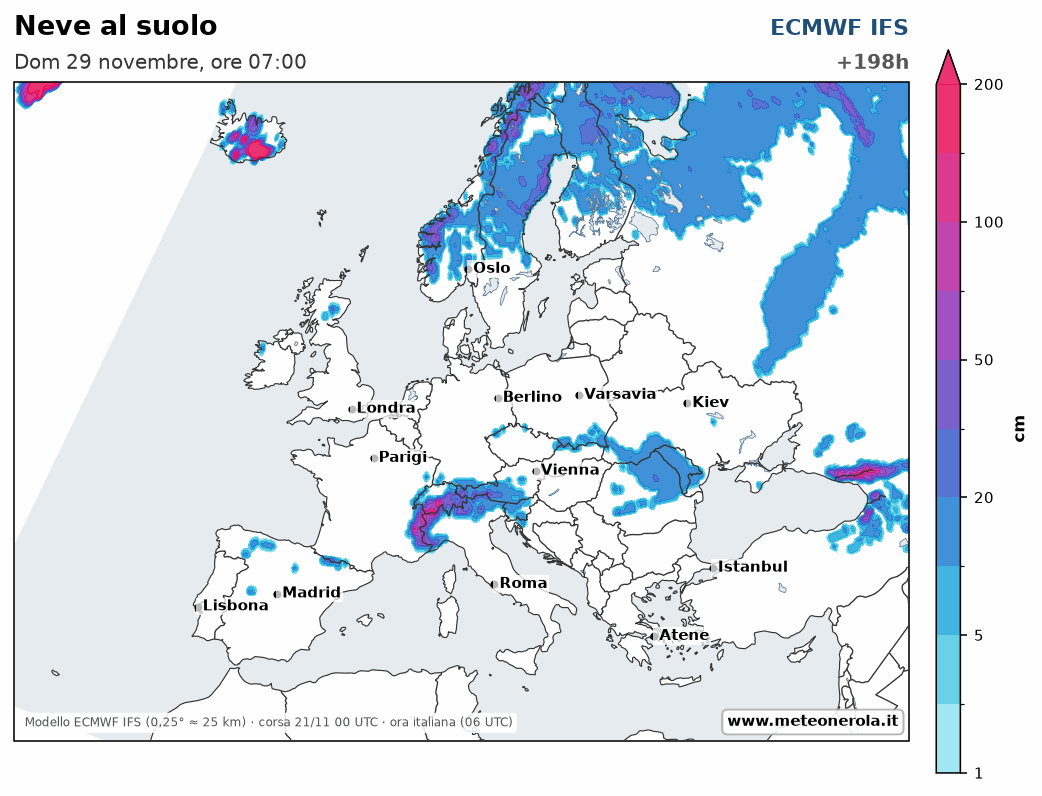 Neve al suolo
ECMWF IFS
Dom 29 novembre, ore 07:00
+198h
200
100
50
20
5
1
cm
Oslo
Londra
Berlino
Varsavia
Kiev
Parigi
Vienna
Madrid
Lisbona
Roma
Istanbul
Atene
Modello ECMWF IFS (0,25° ≈ 25 km) · corsa 21/11 00 UTC · ora italiana (06 UTC)
www.meteonerola.it